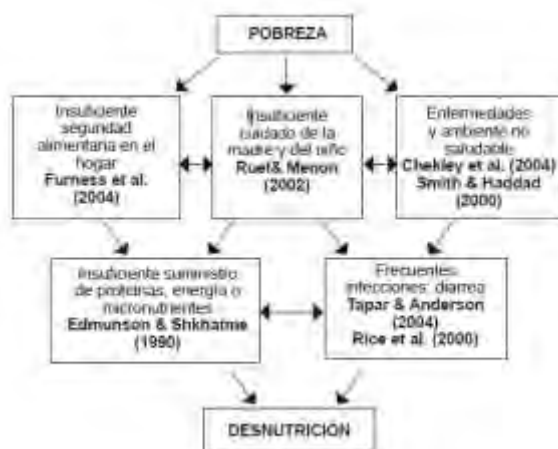 POBREZA
Insuficiente
seguridad
alimentaria en el
hogar
Furness et al.
(2004)
Insuficiente
cuidado de la
madre y del niño
Ruel& Menon
(2002)
Enfermedades
y ambiente no
saludable
Chekley et al. (2004)
Smith & Haddad
(2000)
Insuficiente suministro
de proteinas, energía o
micronutrientes
Edmunson & Shkhatme
(1990)
Frecuentes
infecciones: diarrea
Tapar & Anderson
(2004)
Rice et al. (2000)
DESNUTRICIÓN